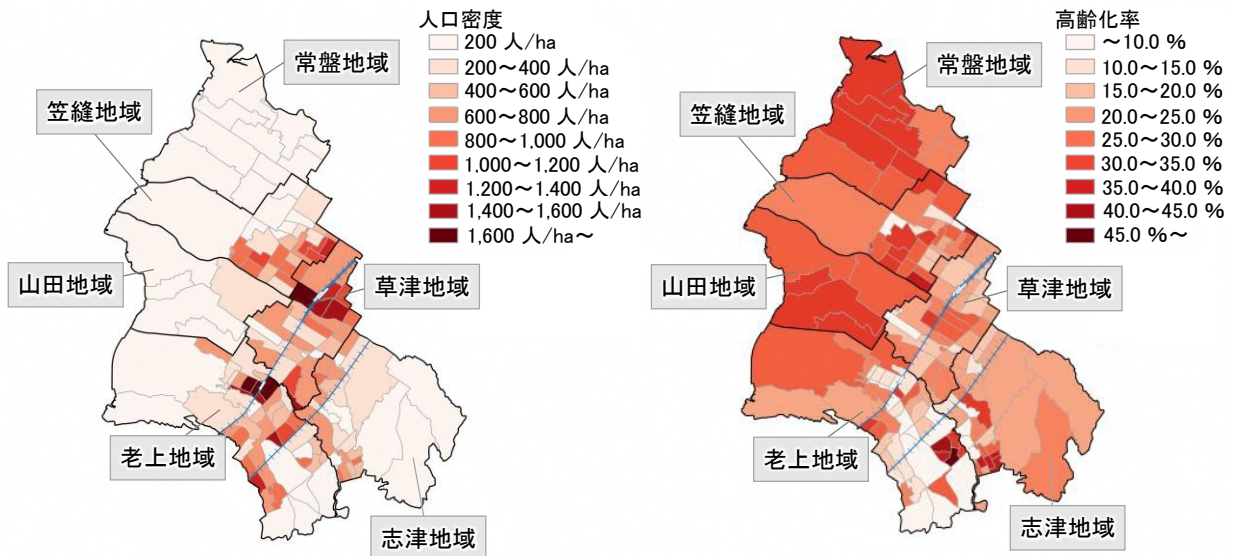 人口密度
200 人/ha
200～400 人/ha
400～600 人/ha
600～800 人/ha
800～1,000 人/ha
1,000～1,200 人/ha
1.200～1.400 人/ha
1,400～1,600 人/ha
1,600 人/ha～
常盤地域
笠縫地域
山田地域
草津地域
老上地域
志津地域
高齢化率
～10.0 %
10.0～15.0 %
15.0～20.0 %
20.0～25.0 %
25.0～30.0 %
30.0～35.0 %
35.0～40.0 %
40.0～45.0 %
45.0 %～
常盤地域
笠縫地域
山田地域
草津地域
老上地域
志津地域